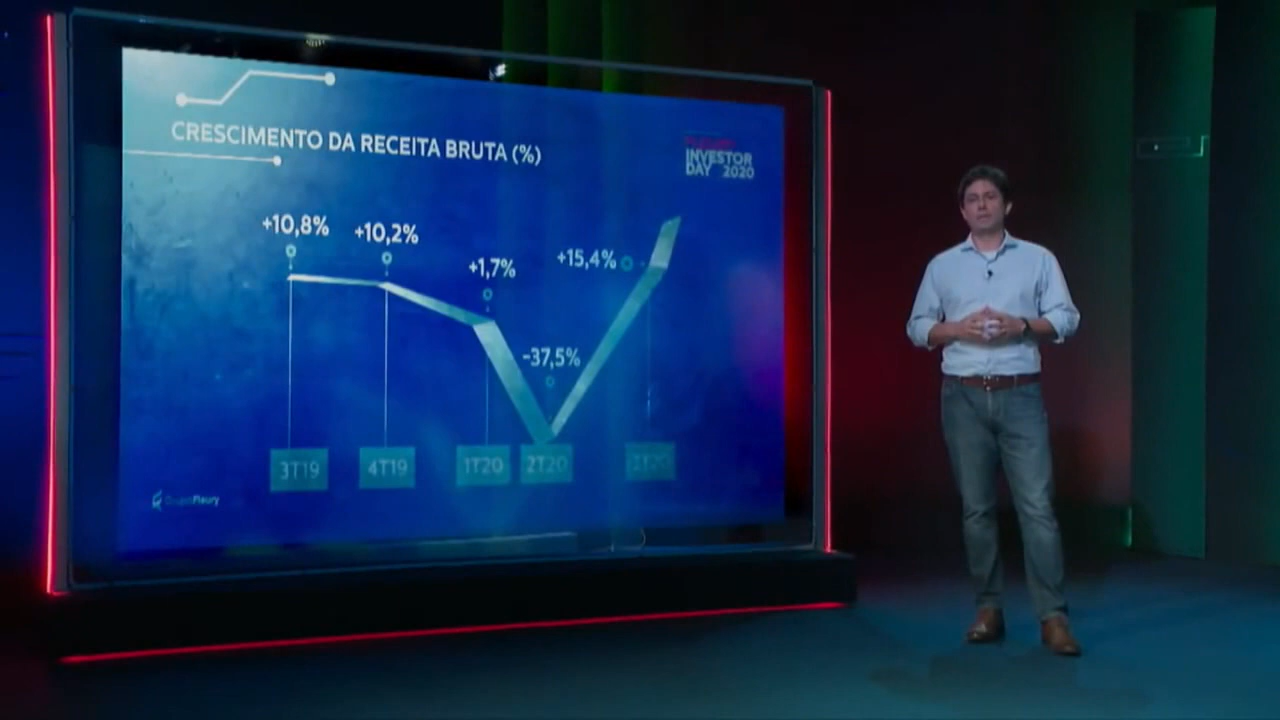 CRESCIMENTO DA RECEITA BRUTA (%)
INVESTOR
DAY 2020
+10,8%
+10,2%
+1,7%
-37,5%
+15,4%
3T19
4T19
1T20
2T20
Fleury